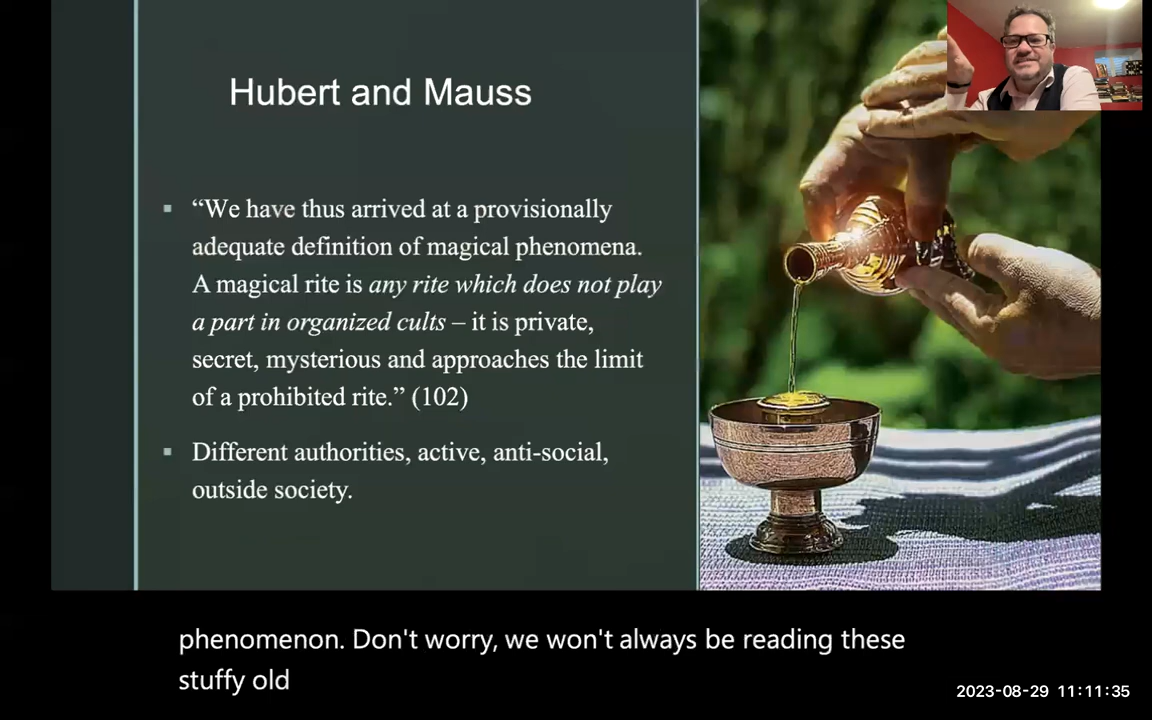 Hubert and Mauss
▪ “We have thus arrived at a provisionally
adequate definition of magical phenomena.
A magical rite is any rite which does not play
a part in organized cults – it is private,
secret, mysterious and approaches the limit
of a prohibited rite.” (102)
▪ Different authorities, active, anti-social,
outside society.
phenomenon. Don't worry, we won't always be reading these
stuffy old
2023-08-29 11:11:35